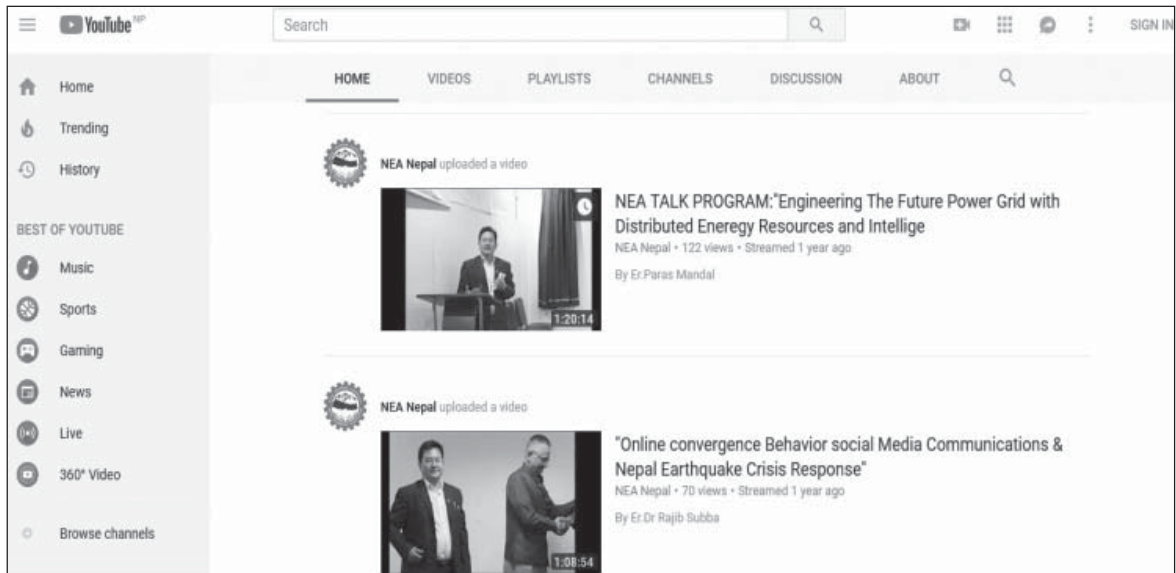 YouTube NP
Search
SIGN IN
Home
Trending
History
BEST OF YOUTUBE
Music
Sports
Gaming
News
Live
360° Video
Browse channels
HOME VIDEOS PLAYLISTS CHANNELS DISCUSSION ABOUT
NEA Nepal uploaded a video
1:20:14
NEA TALK PROGRAM:"Engineering The Future Power Grid with
Distributed Eneregy Resources and Intellige
NEA Nepal • 122 views • Streamed 1 year ago
By Er.Paras Mandal
NEA Nepal uploaded a video
1:08:54
"Online convergence Behavior social Media Communications &
Nepal Earthquake Crisis Response"
NEA Nepal • 70 views • Streamed 1 year ago
By Er.Dr Rajib Subba